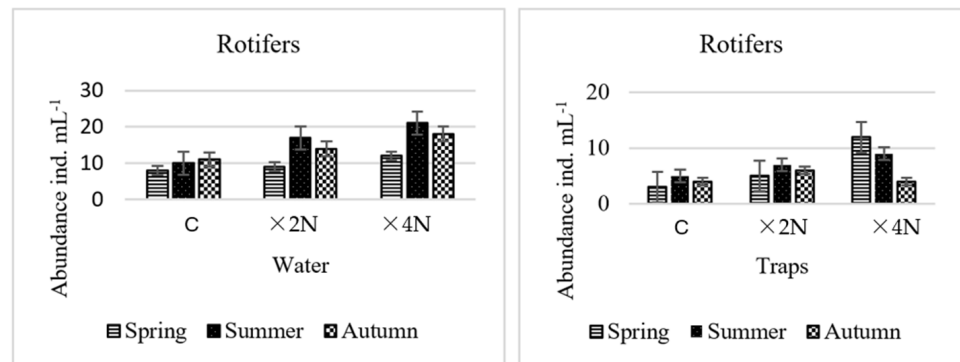 Rotifers
Abundance ind. mL⁻¹
30
20
10
0
C
×2N
×4N
Water
Spring
Summer
Autumn
Rotifers
Abundance ind. mL⁻¹
20
10
0
C
×2N
×4N
Traps
Spring
Summer
Autumn